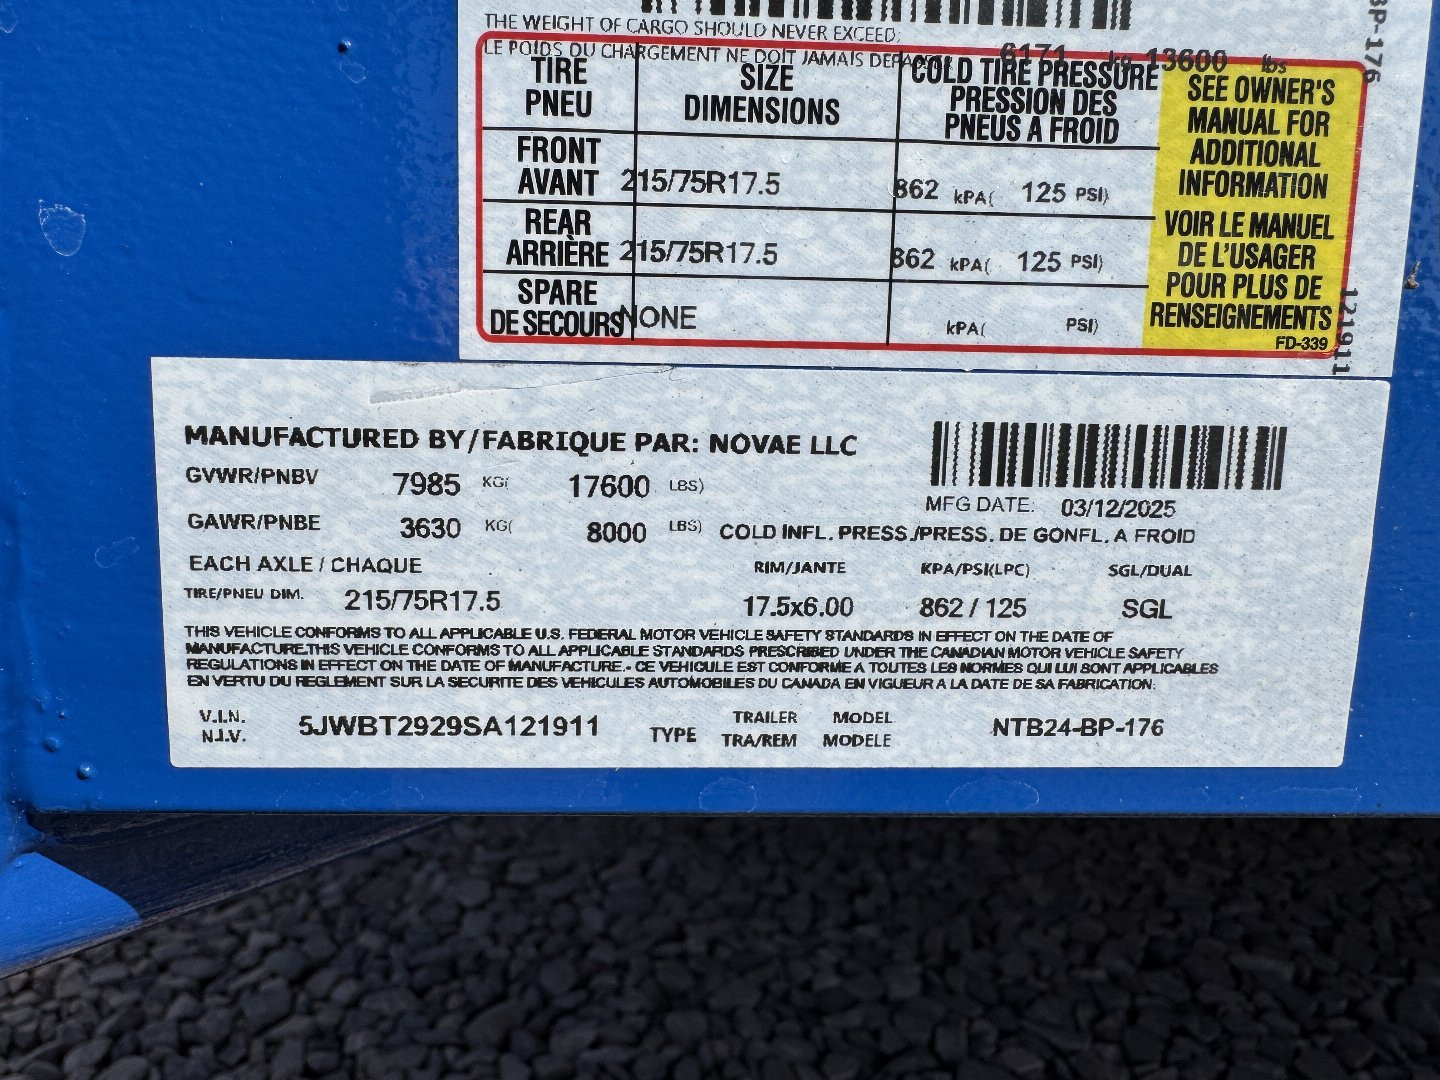 THE WEIGHT OF CARGO SHOULD NEVER EXCEED:
LE POIDS DU CHARGEMENT NE DOIT JAMAIS DEPASSER 6171 kg 13600 lbs
TIRE PNEU SIZE DIMENSIONS COLD TIRE PRESSURE PRESSION DES PNEUS A FROID
FRONT AVANT 215/75R17.5 862 kPA( 125 PSI)
REAR ARRIÈRE 215/75R17.5 862 kPA( 125 PSI)
SPARE DE SECOURS NONE kPA( PSI)
SEE OWNER'S
MANUAL FOR
ADDITIONAL
INFORMATION
VOIR LE MANUEL
DE L'USAGER
POUR PLUS DE
RENSEIGNEMENTS
FD-339
BP-176
121911
MANUFACTURED BY/FABRIQUE PAR: NOVAE LLC
GVWR/PNBV 7985 KG( 17600 LBS)
MFG DATE: 03/12/2025
GAWR/PNBE 3630 KG( 8000 LBS) COLD INFL. PRESS./PRESS. DE GONFL. A FROID
EACH AXLE / CHAQUE RIM/JANTE KPA/PSI(LPC) SGL/DUAL
TIRE/PNEU DIM. 215/75R17.5 17.5x6.00 862 / 125 SGL
THIS VEHICLE CONFORMS TO ALL APPLICABLE U.S. FEDERAL MOTOR VEHICLE SAFETY STANDARDS IN EFFECT ON THE DATE OF
MANUFACTURE.THIS VEHICLE CONFORMS TO ALL APPLICABLE STANDARDS PRESCRIBED UNDER THE CANADIAN MOTOR VEHICLE SAFETY
REGULATIONS IN EFFECT ON THE DATE OF MANUFACTURE.- CE VEHICULE EST CONFORME A TOUTES LES NORMES QUI LUI SONT APPLICABLES
EN VERTU DU REGLEMENT SUR LA SECURITE DES VEHICULES AUTOMOBILES DU CANADA EN VIGUEUR A LA DATE DE SA FABRICATION.
V.I.N. N.I.V. 5JWBT2929SA121911 TYPE TRAILER TRA/REM MODEL MODELE NTB24-BP-176